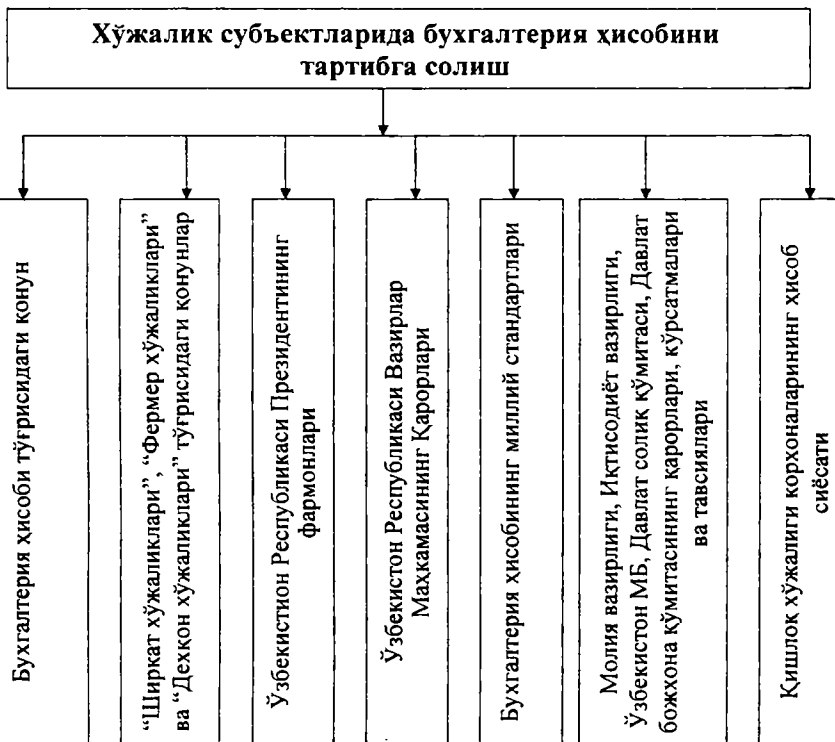 Хўжалик субъектларида бухгалтерия ҳисобини
тартибга солиш
Бухгалтерия ҳисоби тўғрисидаги қонун
“Ширкат хўжаликлари”, “Фермер хўжаликлари”
ва “Дехқон хўжаликлари” тўғрисидаги қонунлар
Ўзбекистион Республикаси Президентининг
фармонлари
Ўзбекистон Республикаси Вазирлар
Маҳкамасининг Қарорлари
Бухгалтерия ҳисобининг миллий стандартлари
Молия вазирлиги, Иқтисодиёт вазирлиги,
Ўзбекистон МБ, Давлат солиқ қўмитаси, Давлат
божхона қўмитасининг қарорлари, кўрсатмалари
ва тавсиялари
Қишлоқ хўжалиги корхоналарининг ҳисоб
сиёсати